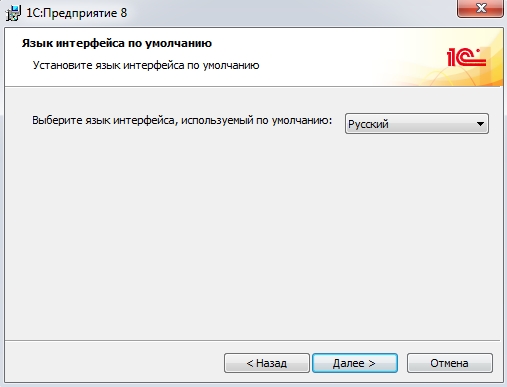 1С:Предприятие 8
Язык интерфейса по умолчанию
Установите язык интерфейса по умолчанию
1С
Выберите язык интерфейса, используемый по умолчанию: Русский
< Назад Далее > Отмена